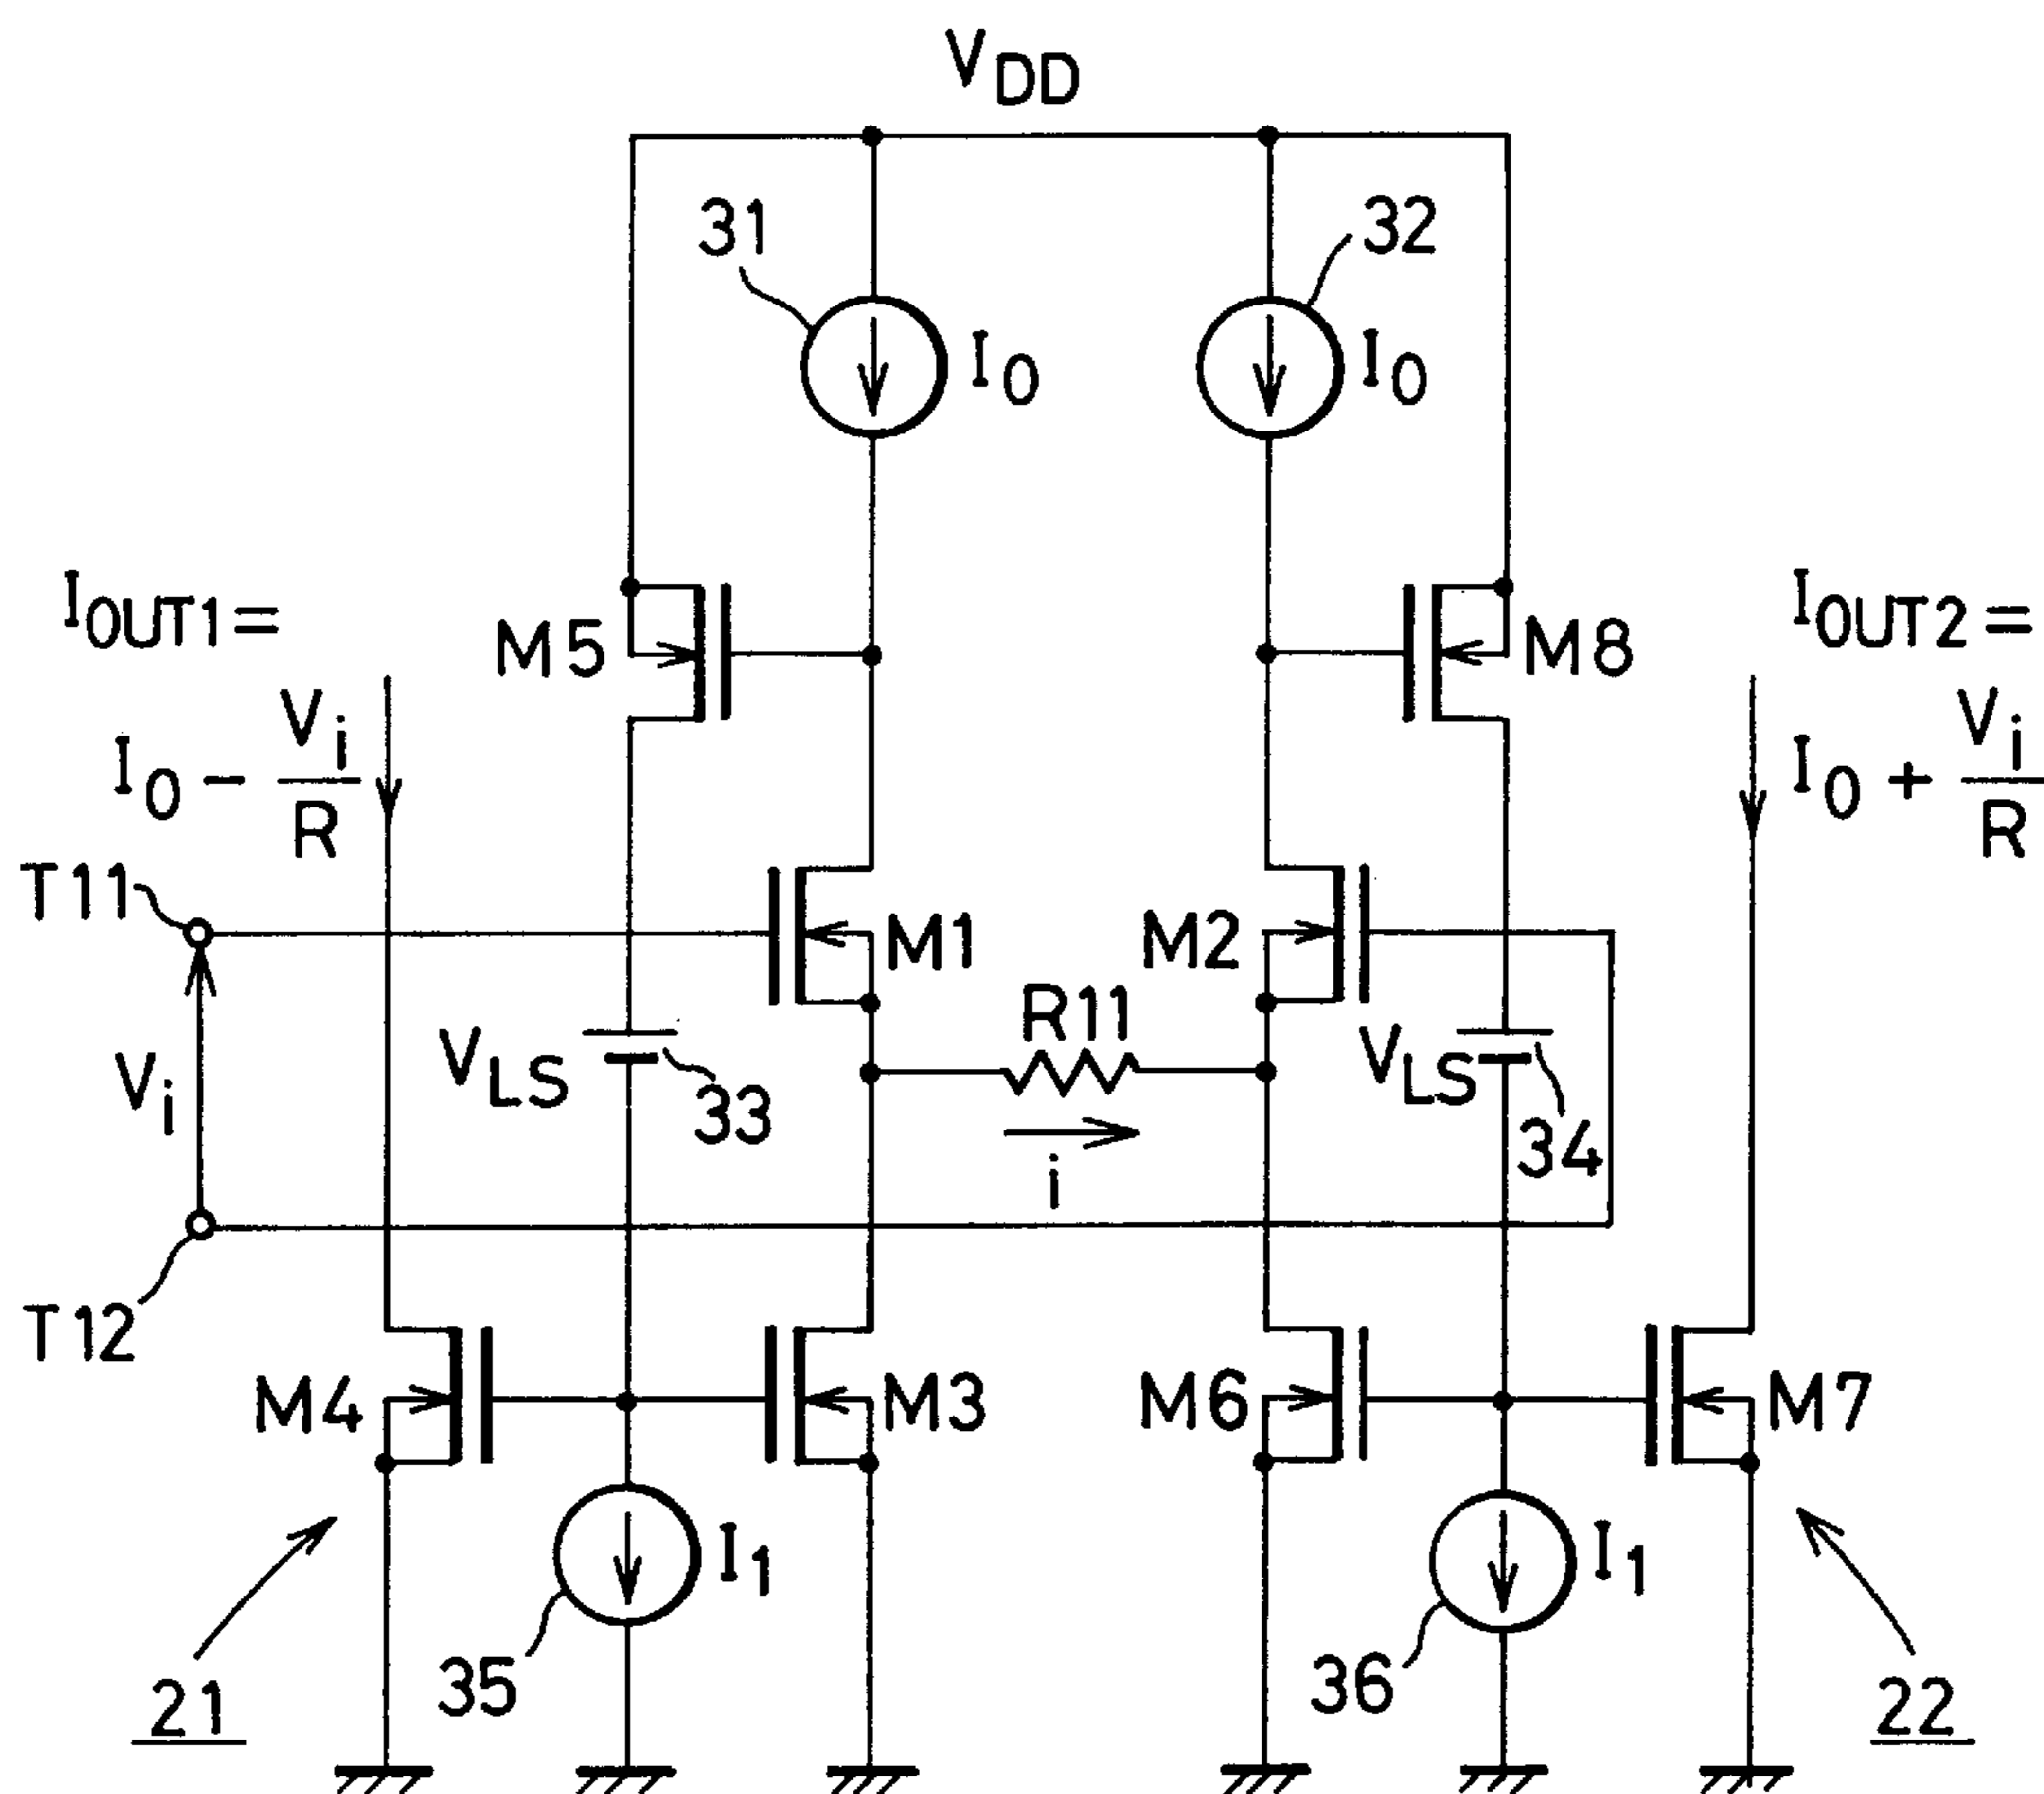 VDD
31
32
I0
I0
IOUT1=
I0 - Vi/R
M5
M8
IOUT2=
I0 + Vi/R
T11
M1
M2
R11
Vi
VLS
33
VLS
34
i
T12
M4
M3
M6
M7
I1
I1
35
36
21
22